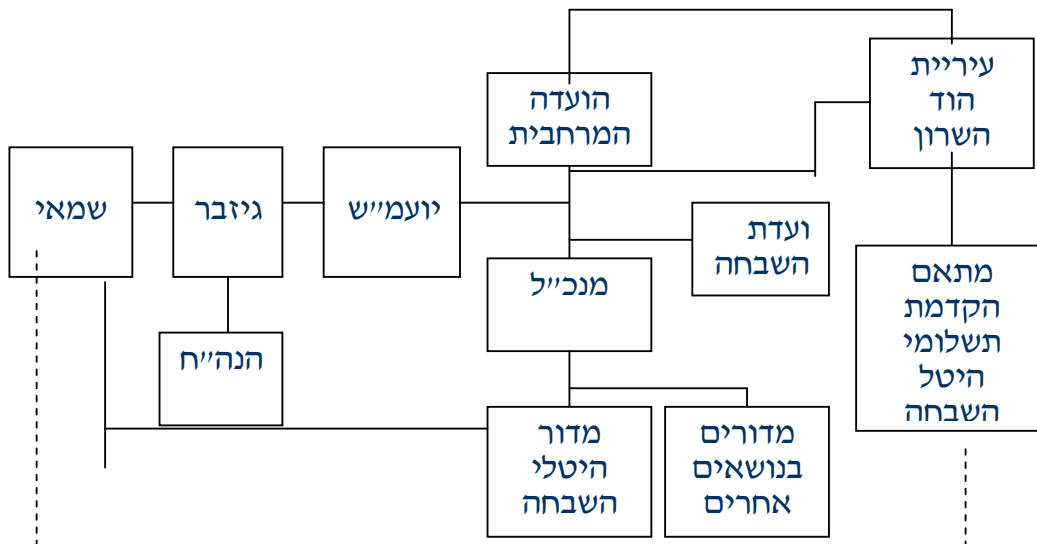 עיריית
הוד
השרון
הועדה
המרחבית
יועמ״ש
גיזבר
שמאי
ועדת
השבחה
מתאם
הקדמת
תשלומי
היטל
השבחה
מנכ״ל
הנה״ח
מדורים
בנושאים
אחרים
מדור
היטלי
השבחה